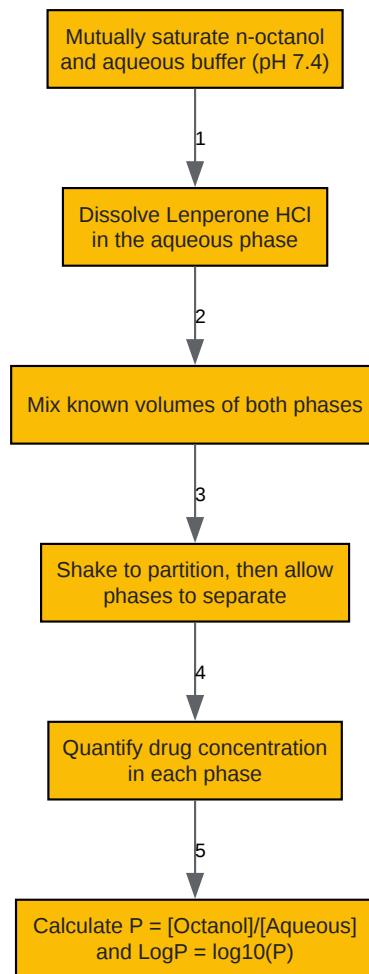 Mutually saturate n-octanol
and aqueous buffer (pH 7.4)
1
Dissolve Lenperone HCl
in the aqueous phase
2
Mix known volumes of both phases
3
Shake to partition, then allow
phases to separate
4
Quantify drug concentration
in each phase
5
Calculate P = [Octanol]/[Aqueous]
and LogP = log10(P)